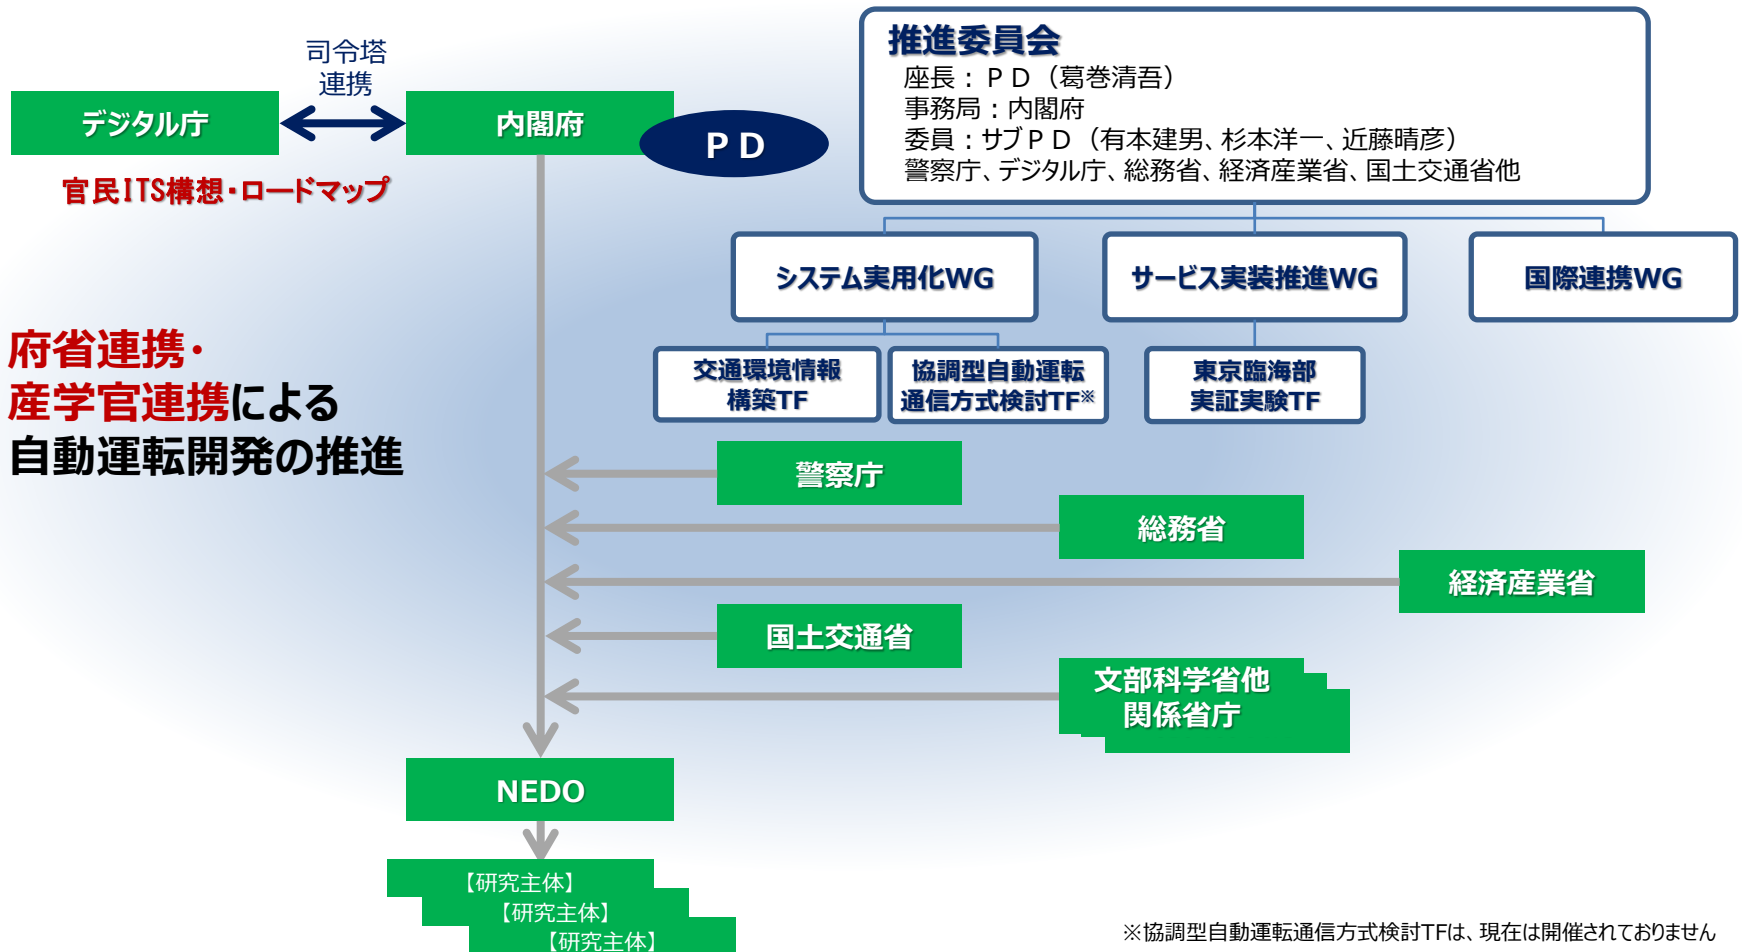 司令塔
連携
デジタル庁
内閣府
ＰＤ
官民ITS構想・ロードマップ
推進委員会
座長：ＰＤ（葛巻清吾）
事務局：内閣府
委員：サブＰＤ（有本建男、杉本洋一、近藤晴彦）
警察庁、デジタル庁、総務省、経済産業省、国土交通省他
システム実用化WG
サービス実装推進WG
国際連携WG
交通環境情報
構築TF
協調型自動運転
通信方式検討TF※
東京臨海部
実証実験TF
府省連携・
産学官連携による
自動運転開発の推進
警察庁
総務省
経済産業省
国土交通省
文部科学省他
関係省庁
NEDO
【研究主体】
【研究主体】
【研究主体】
※協調型自動運転通信方式検討TFは、現在は開催されておりません